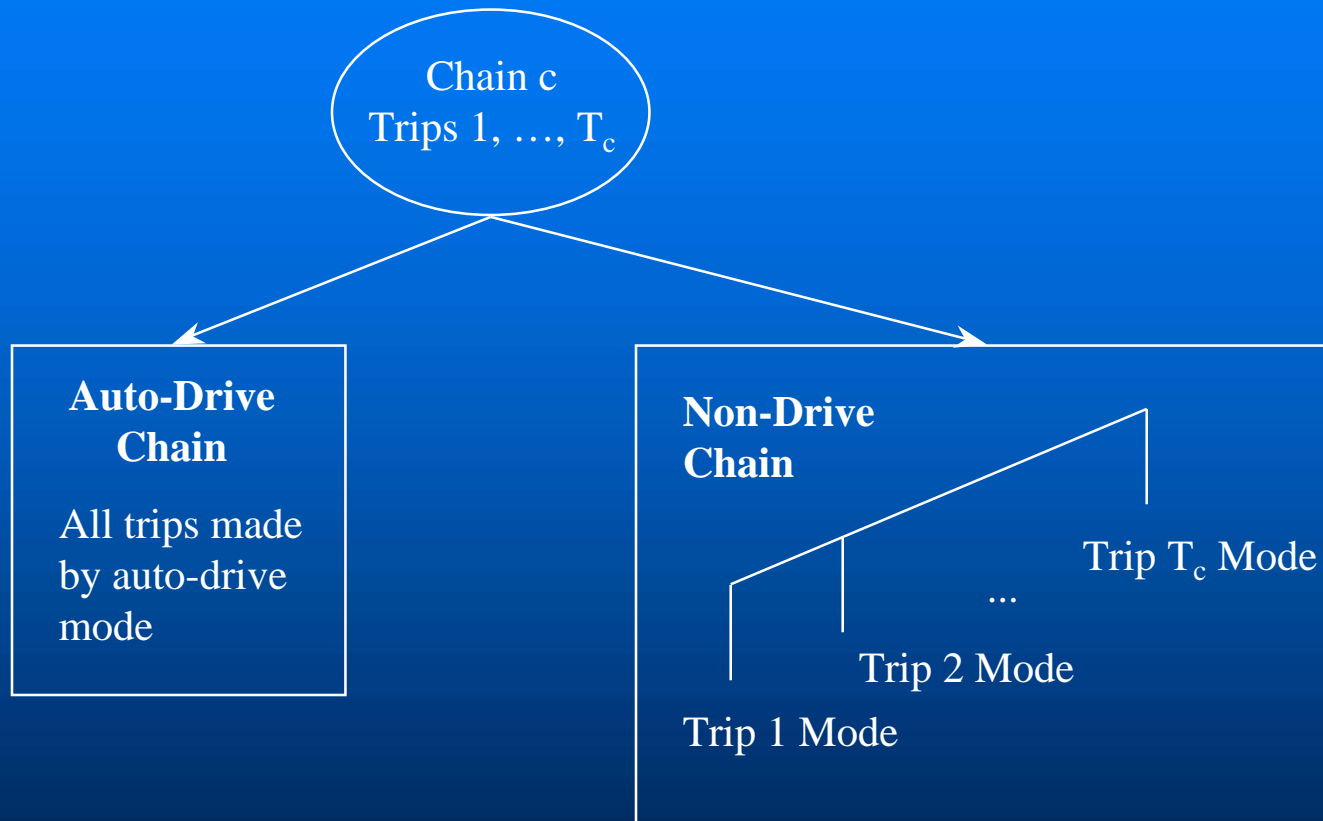 Chain c
Trips 1, …, Tc
Auto-Drive
Chain
All trips made
by auto-drive
mode
Non-Drive
Chain
Trip Tc Mode
...
Trip 2 Mode
Trip 1 Mode